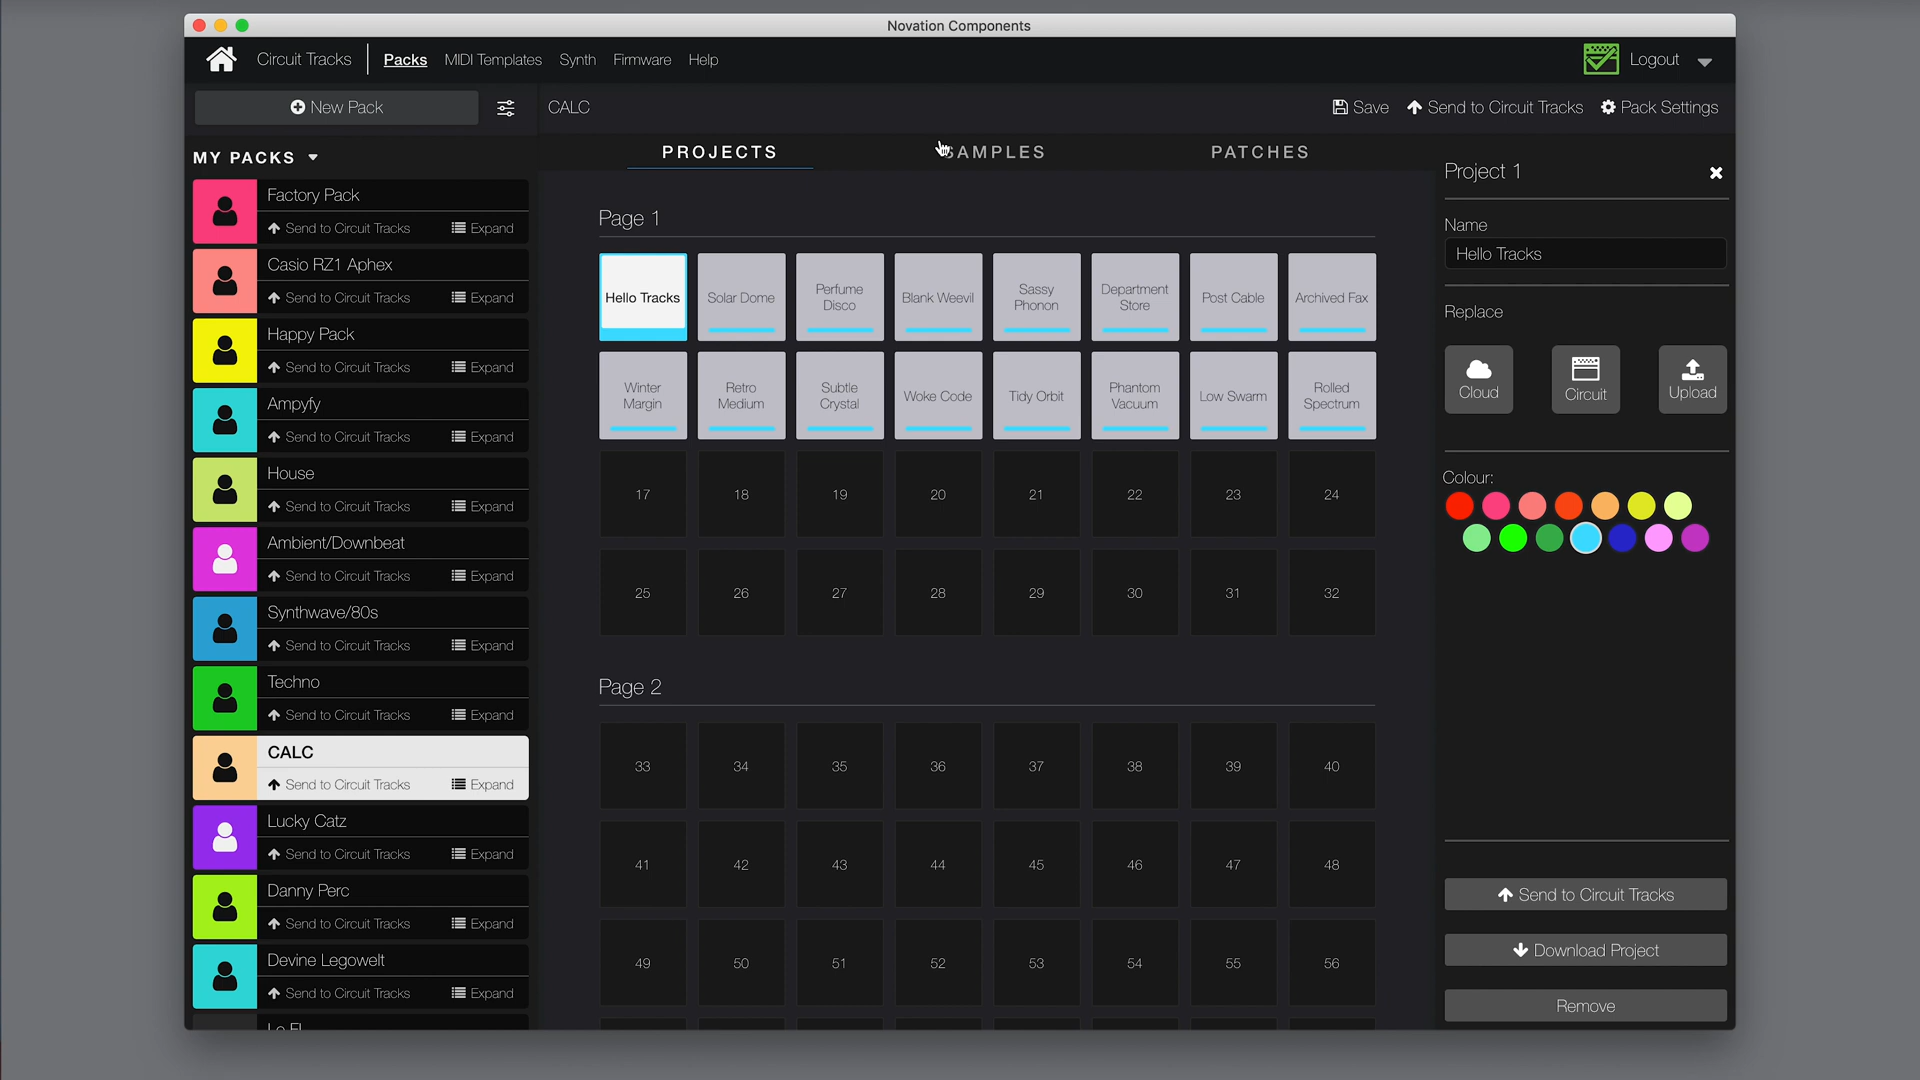 Novation Components
Circuit Tracks
Packs
MIDI Templates
Synth
Firmware
Help
Logout
New Pack
CALC
Save
Send to Circuit Tracks
Pack Settings
MY PACKS
Factory Pack
Send to Circuit Tracks
Expand
Casio RZ1 Aphex
Send to Circuit Tracks
Expand
Happy Pack
Send to Circuit Tracks
Expand
Ampyfy
Send to Circuit Tracks
Expand
House
Send to Circuit Tracks
Expand
Ambient/Downbeat
Send to Circuit Tracks
Expand
Synthwave/80s
Send to Circuit Tracks
Expand
Techno
Send to Circuit Tracks
Expand
CALC
Send to Circuit Tracks
Expand
Lucky Catz
Send to Circuit Tracks
Expand
Danny Perc
Send to Circuit Tracks
Expand
Devine Legowelt
Send to Circuit Tracks
Expand
PROJECTS
SAMPLES
PATCHES
Page 1
Hello Tracks
Solar Dome
Perfume
Disco
Blank Weevil
Sassy
Phonon
Department
Store
Post Cable
Archived Fax
Winter
Margin
Retro
Medium
Subtle
Crystal
Woke Code
Tidy Orbit
Phantom
Vacuum
Low Swarm
Rolled
Spectrum
17
18
19
20
21
22
23
24
25
26
27
28
29
30
31
32
Page 2
33
34
35
36
37
38
39
40
41
42
43
44
45
46
47
48
49
50
51
52
53
54
55
56
Project 1
Name
Hello Tracks
Replace
Cloud
Circuit
Upload
Colour:
Send to Circuit Tracks
Download Project
Remove